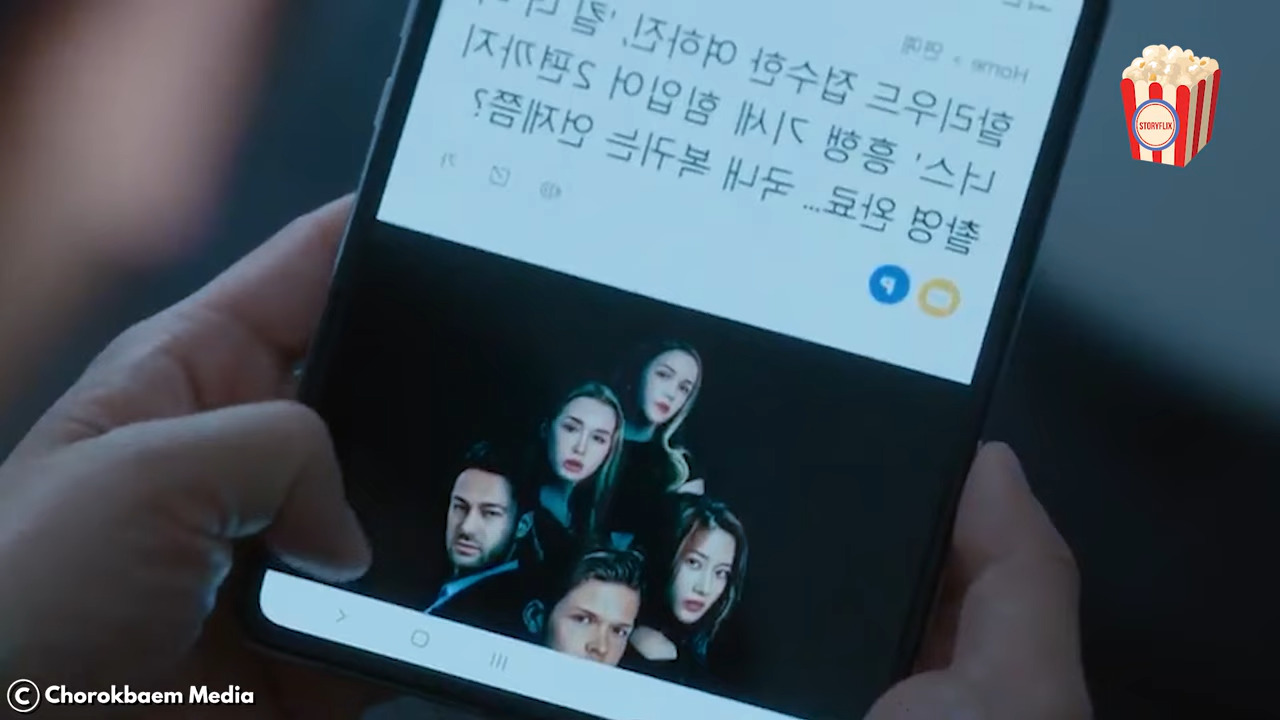 Home > 연예
할리우드 접수한 여하진, '킬
너스' 흥행 기세 힘입어 2편까지
촬영 완료... 국내 복귀는 언제쯤?
가
P
STORYFLIX
© Chorokbaem Media